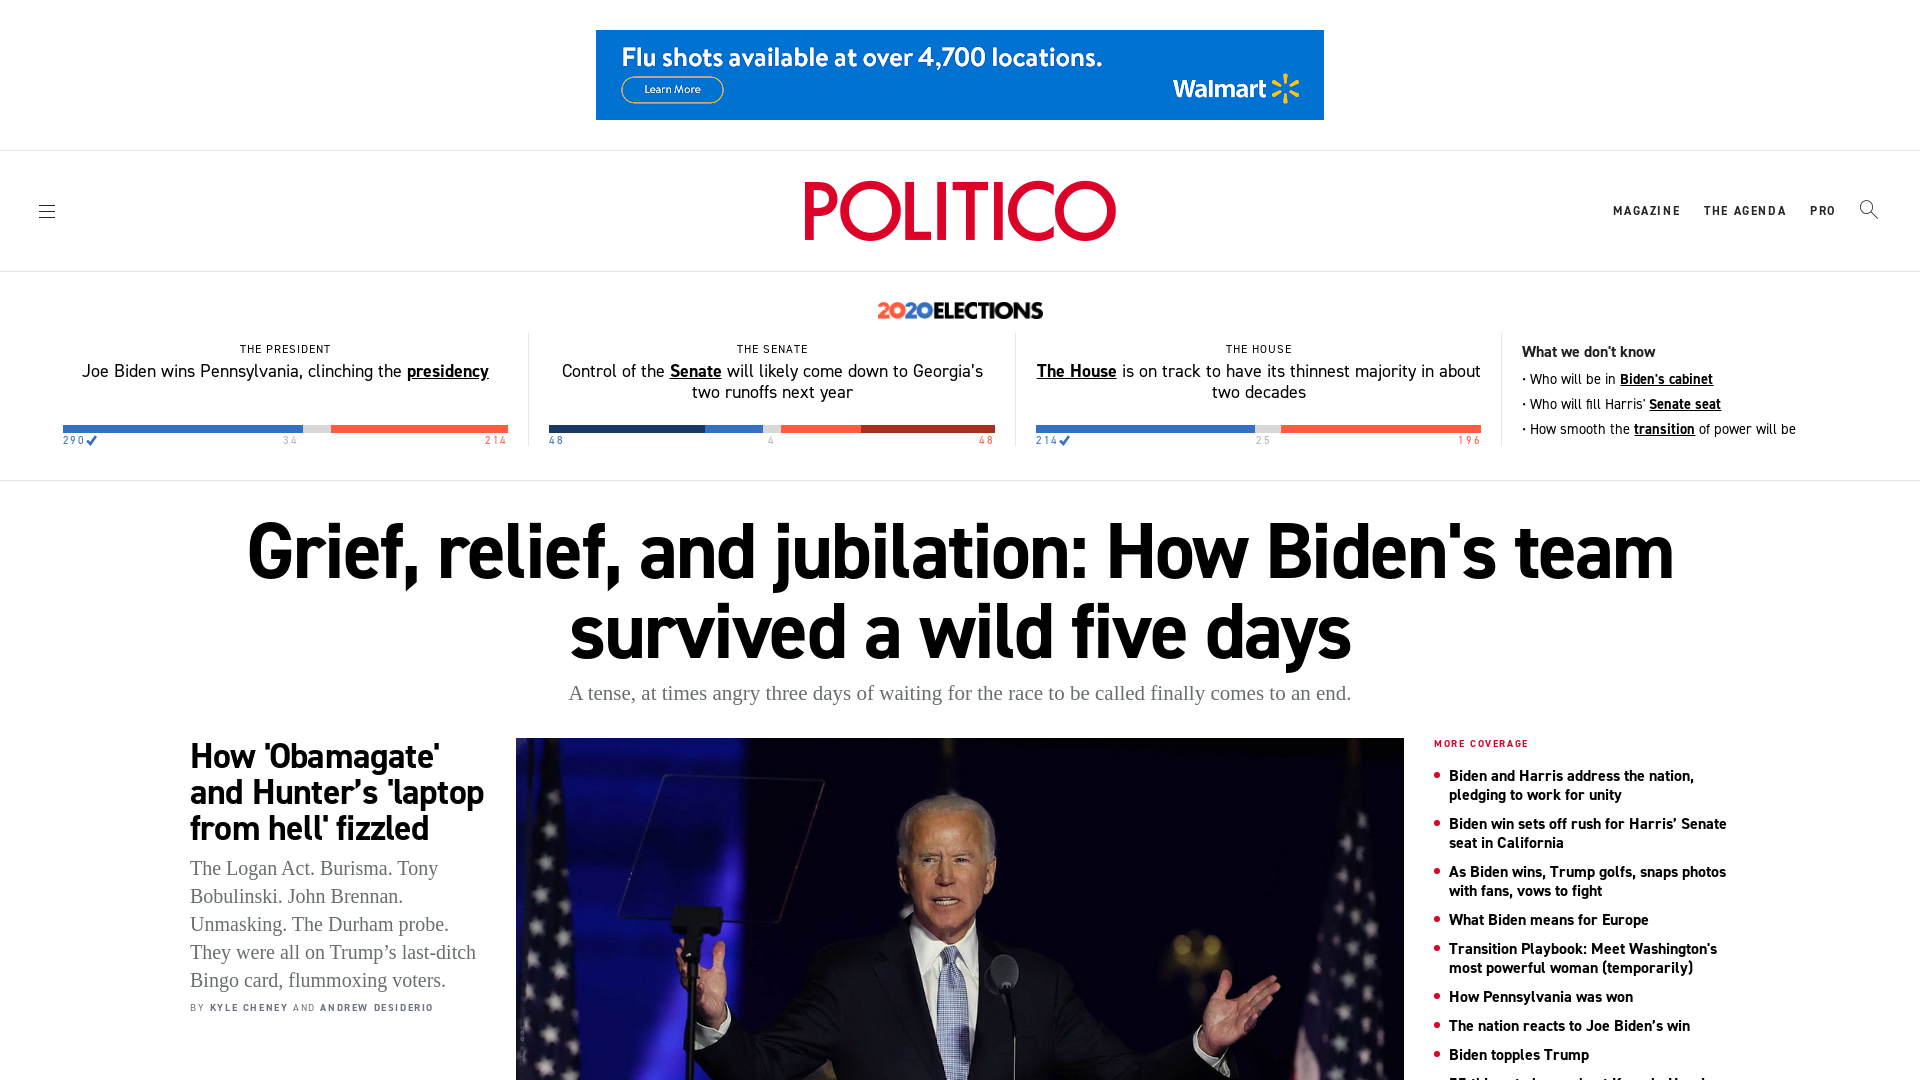 Flu shots available at over 4,700 locations.
Learn More
Walmart
POLITICO
MAGAZINE
THE AGENDA
PRO
2020ELECTIONS
THE PRESIDENT
Joe Biden wins Pennsylvania, clinching the presidency
290
34
214
THE SENATE
Control of the Senate will likely come down to Georgia’s
two runoffs next year
48
4
48
THE HOUSE
The House is on track to have its thinnest majority in about
two decades
214
25
196
What we don't know
· Who will be in Biden's cabinet
· Who will fill Harris' Senate seat
· How smooth the transition of power will be
Grief, relief, and jubilation: How Biden's team
survived a wild five days
A tense, at times angry three days of waiting for the race to be called finally comes to an end.
How 'Obamagate'
and Hunter’s 'laptop
from hell' fizzled
The Logan Act. Burisma. Tony
Bobulinski. John Brennan.
Unmasking. The Durham probe.
They were all on Trump’s last-ditch
Bingo card, flummoxing voters.
BY KYLE CHENEY AND ANDREW DESIDERIO
MORE COVERAGE
Biden and Harris address the nation,
pledging to work for unity
Biden win sets off rush for Harris’ Senate
seat in California
As Biden wins, Trump golfs, snaps photos
with fans, vows to fight
What Biden means for Europe
Transition Playbook: Meet Washington's
most powerful woman (temporarily)
How Pennsylvania was won
The nation reacts to Joe Biden’s win
Biden topples Trump